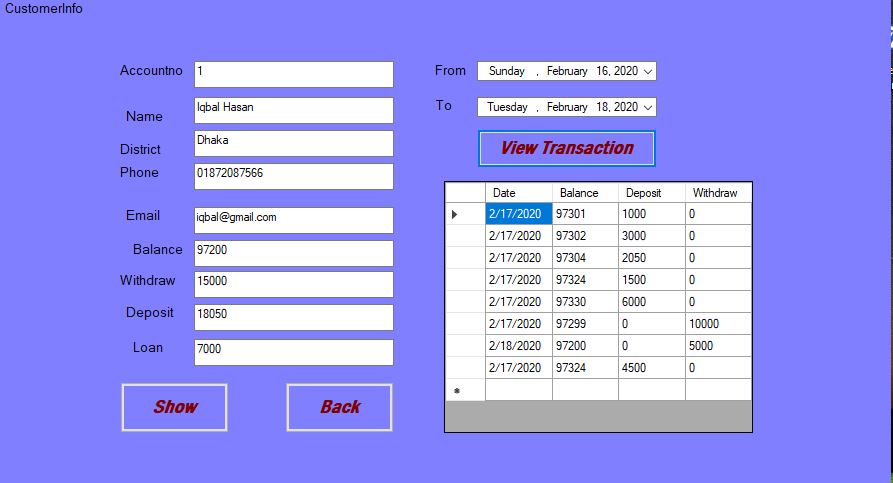 CustomerInfo
Accountno 1
Name Iqbal Hasan
District Dhaka
Phone 01872087566
Email iqbal@gmail.com
Balance 97200
Withdraw 15000
Deposit 18050
Loan 7000
Show Back
From Sunday , February 16, 2020
To Tuesday , February 18, 2020
View Transaction
Date Balance Deposit Withdraw
2/17/2020 97301 1000 0
2/17/2020 97302 3000 0
2/17/2020 97304 2050 0
2/17/2020 97324 1500 0
2/17/2020 97330 6000 0
2/17/2020 97299 0 10000
2/18/2020 97200 0 5000
2/17/2020 97324 4500 0